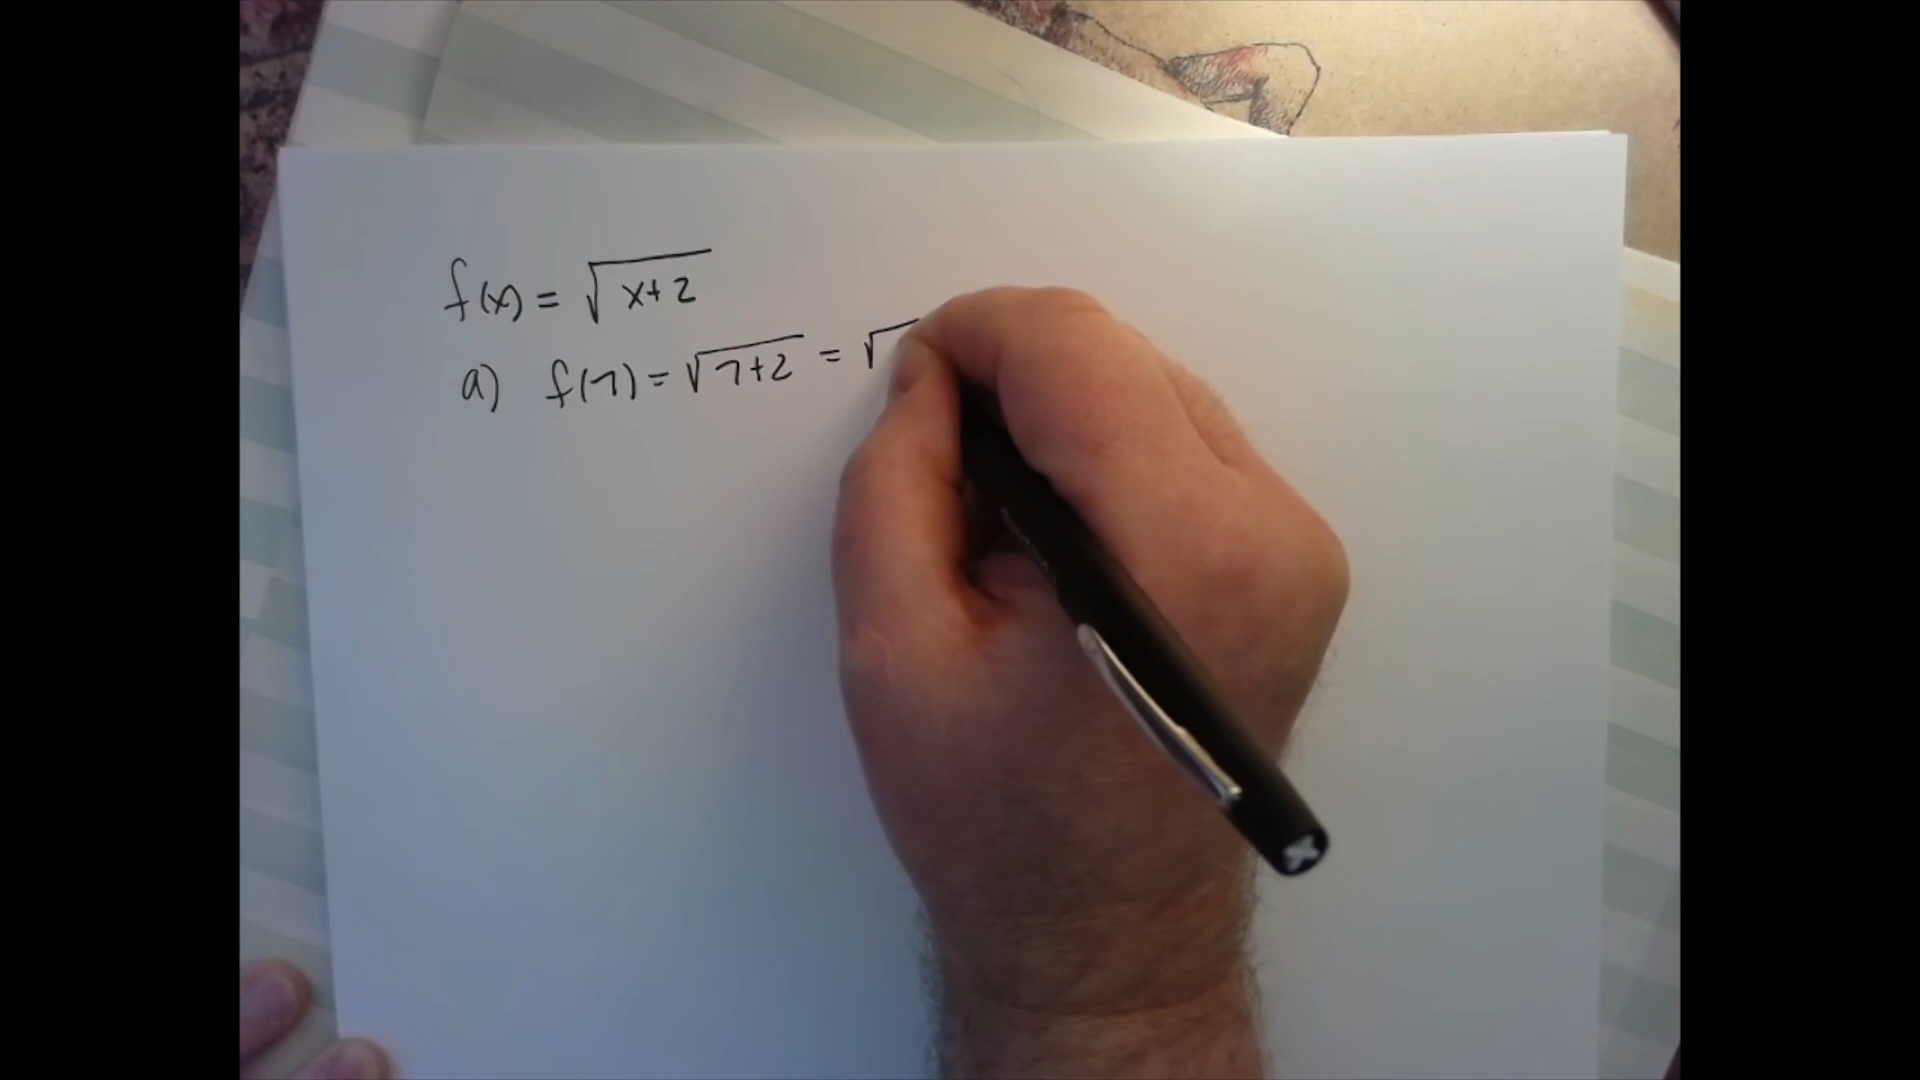 f(x) = √x+2
a) f(7) = √7+2 = √